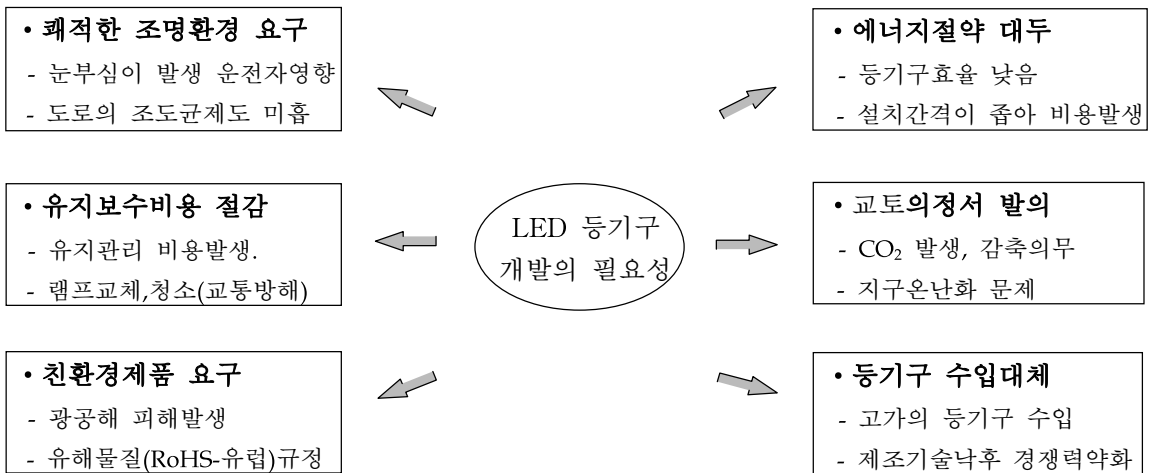 • 쾌적한 조명환경 요구
- 눈부심이 발생 운전자영향
- 도로의 조도균제도 미흡
• 에너지절약 대두
- 등기구효율 낮음
- 설치간격이 좁아 비용발생
• 유지보수비용 절감
- 유지관리 비용발생.
- 램프교체,청소(교통방해)
LED 등기구
개발의 필요성
• 교토의정서 발의
- CO₂ 발생, 감축의무
- 지구온난화 문제
• 친환경제품 요구
- 광공해 피해발생
- 유해물질(RoHS-유럽)규정
• 등기구 수입대체
- 고가의 등기구 수입
- 제조기술낙후 경쟁력약화